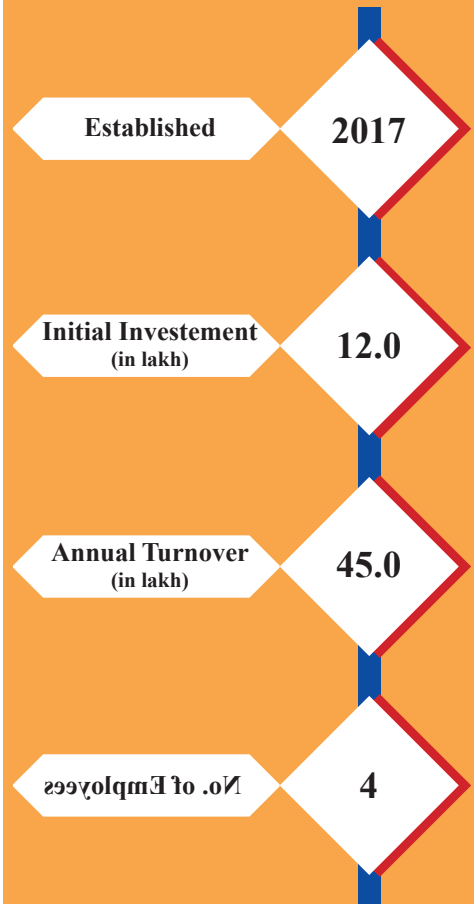 Established
2017
Initial Investement
(in lakh)
12.0
Annual Turnover
(in lakh)
45.0
No. of Employees
4